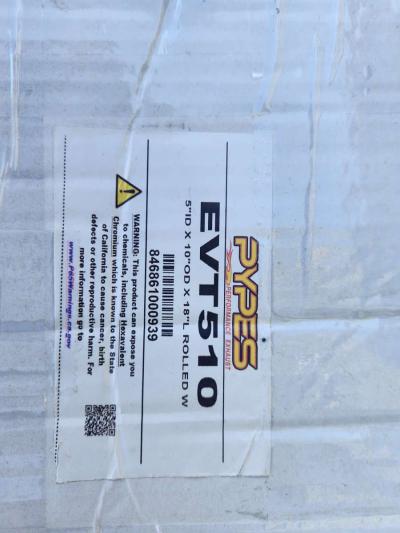 PYPES
PERFORMANCE EXHAUST
EVT510
5"ID X 10"OD X 18"L ROLLED W
846861000939
WARNING: This product can expose you
to chemicals, including Hexavalent
Chromium which is known to the State
of California to cause cancer, birth
defects or other reproductive harm. For
more information go to
www.P65Warnings.ca.gov